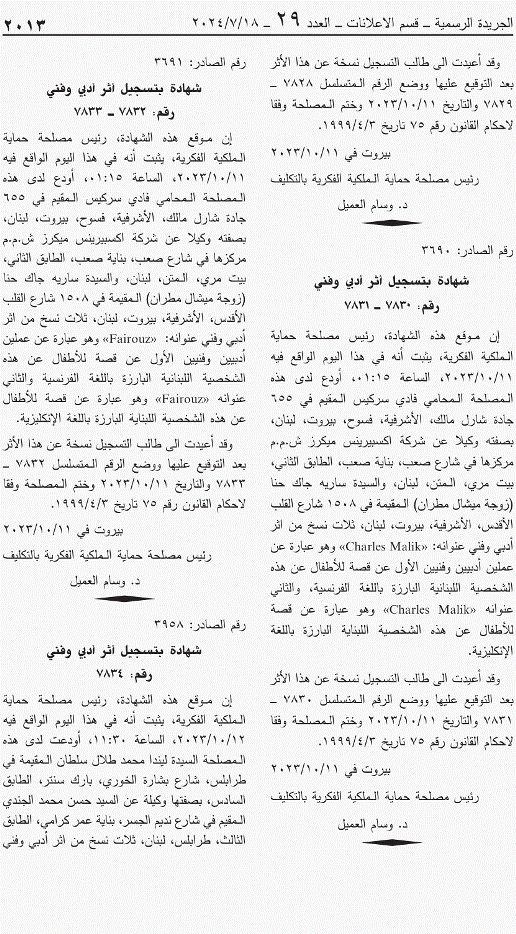 الجريدة الرسمية ــ قسم الاعلانات ــ العدد ٢٩ ــ ٢٠٢٤/٧/١٨
٢٠١٣
وقد أعيدت الى طالب التسجيل نسخة عن هذا الأثر
بعد التوقيع عليها ووضع الرقم المتسلسل ٧٨٢٨ ــ
٧٨٢٩ والتاريخ ٢٠٢٣/١٠/١١ وختم المصلحة وفقا
لاحكام القانون رقم ٧٥ تاريخ ١٩٩٩/٤/٣.
بيروت في ٢٠٢٣/١٠/١١
رئيس مصلحة حماية الملكية الفكرية بالتكليف
د. وسام العميل
رقم الصادر: ٣٦٩٠
شهادة بتسجيل أثر أدبي وفني
رقم: ٧٨٣٠ ــ ٧٨٣١
إن موقع هذه الشهادة، رئيس مصلحة حماية
الملكية الفكرية، يثبت أنه في هذا اليوم الواقع فيه
٢٠٢٣/١٠/١١، الساعة ٠١:١٥، أودع لدى هذه
المصلحة المحامي فادي سركيس المقيم في ٦٥٥
جادة شارل مالك، الأشرفية، فسوح، بيروت، لبنان،
بصفته وكيلا عن شركة اكسبيرينس ميكرز ش.م.م
مركزها في شارع صعب، بناية صعب، الطابق الثاني،
بيت مري، المتن، لبنان، والسيدة ساريه جاك حنا
(زوجة ميشال مطران) المقيمة في ١٥٠٨ شارع القلب
الأقدس، الأشرفية، بيروت، لبنان، ثلاث نسخ من اثر
أدبي وفني عنوانه: «Charles Malik» وهو عبارة عن
عملين أدبيين وفنيين الأول عن قصة للأطفال عن هذه
الشخصية اللبنانية البارزة باللغة الفرنسية، والثاني
عنوانه «Charles Malik» وهو عبارة عن قصة
للأطفال عن هذه الشخصية اللبناية البارزة باللغة
الإنكليزية.
وقد أعيدت الى طالب التسجيل نسخة عن هذا الأثر
بعد التوقيع عليها ووضع الرقم المتسلسل ٧٨٣٠ ــ
٧٨٣١ والتاريخ ٢٠٢٣/١٠/١١ وختم المصلحة وفقا
لاحكام القانون رقم ٧٥ تاريخ ١٩٩٩/٤/٣.
بيروت في ٢٠٢٣/١٠/١١
رئيس مصلحة حماية الملكية الفكرية بالتكليف
د. وسام العميل
رقم الصادر: ٣٦٩١
شهادة بتسجيل أثر أدبي وفني
رقم: ٧٨٣٢ ــ ٧٨٣٣
إن موقع هذه الشهادة، رئيس مصلحة حماية
الملكية الفكرية، يثبت أنه في هذا اليوم الواقع فيه
٢٠٢٣/١٠/١١، الساعة ٠١:١٥، أودع لدى هذه
المصلحة المحامي فادي سركيس المقيم في ٦٥٥
جادة شارل مالك، الأشرفية، فسوح، بيروت، لبنان،
بصفته وكيلا عن شركة اكسبيرينس ميكرز ش.م.م
مركزها في شارع صعب، بناية صعب، الطابق الثاني،
بيت مري، المتن، لبنان، والسيدة ساريه جاك حنا
(زوجة ميشال مطران) المقيمة في ١٥٠٨ شارع القلب
الأقدس، الأشرفية، بيروت، لبنان، ثلاث نسخ من اثر
أدبي وفني عنوانه: «Fairouz» وهو عبارة عن عملين
أدبيين وفنيين الأول عن قصة للأطفال عن هذه
الشخصية اللبنانية البارزة باللغة الفرنسية والثاني
عنوانه «Fairouz» وهو عبارة عن قصة للأطفال
عن هذه الشخصية اللبناية البارزة باللغة الإنكليزية.
وقد أعيدت الى طالب التسجيل نسخة عن هذا الأثر
بعد التوقيع عليها ووضع الرقم المتسلسل ٧٨٣٢ ــ
٧٨٣٣ والتاريخ ٢٠٢٣/١٠/١١ وختم المصلحة وفقا
لاحكام القانون رقم ٧٥ تاريخ ١٩٩٩/٤/٣.
بيروت في ٢٠٢٣/١٠/١١
رئيس مصلحة حماية الملكية الفكرية بالتكليف
د. وسام العميل
رقم الصادر: ٣٩٥٨
شهادة بتسجيل أثر أدبي وفني
رقم: ٧٨٣٤
إن موقع هذه الشهادة، رئيس مصلحة حماية
الملكية الفكرية، يثبت أنه في هذا اليوم الواقع فيه
٢٠٢٣/١٠/١٢، الساعة ١١:٣٠، أودعت لدى هذه
المصلحة السيدة ليندا محمد طلال سلطان المقيمة في
طرابلس، شارع بشارة الخوري، بارك سنتر، الطابق
السادس، بصفتها وكيلة عن السيد حسن محمد الجندي
المقيم في شارع نديم الجسر، بناية عمر كرامي، الطابق
الثالث، طرابلس، لبنان، ثلاث نسخ من اثر أدبي وفني